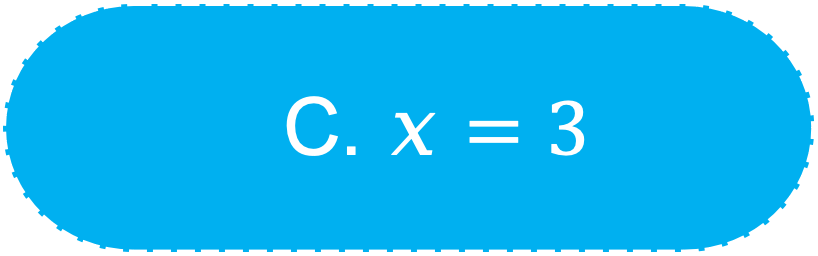 C. x = 3